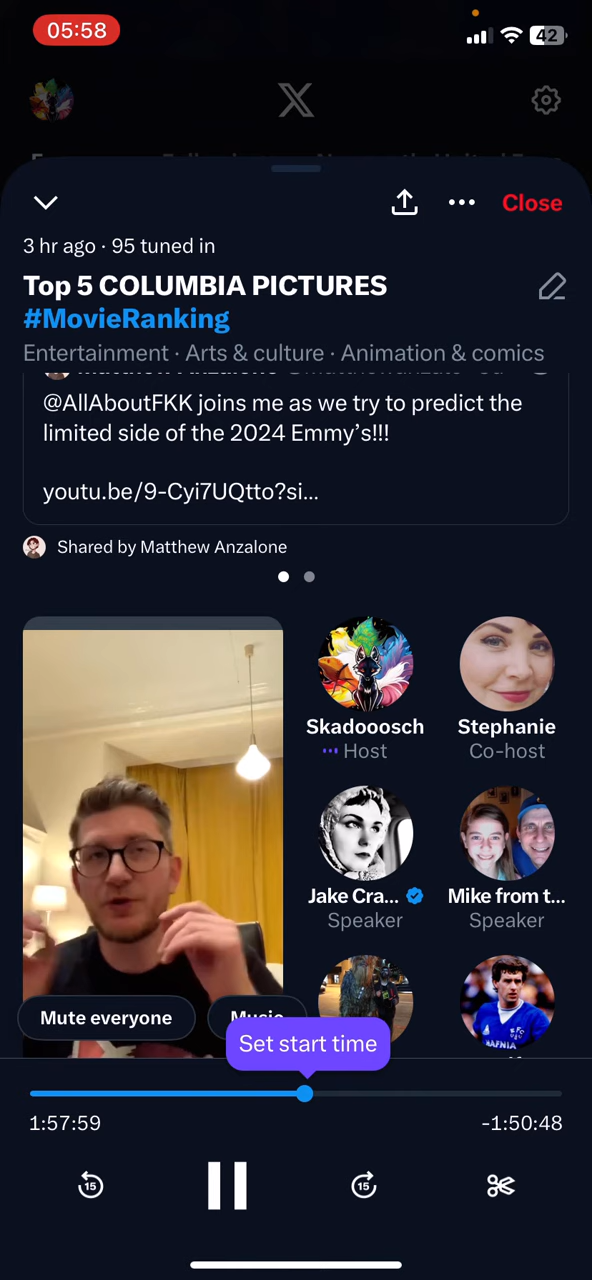 05:58
42
3 hr ago · 95 tuned in
Close
Top 5 COLUMBIA PICTURES
#MovieRanking
Entertainment · Arts & culture · Animation & comics
@AllAboutFKK joins me as we try to predict the
limited side of the 2024 Emmy’s!!!
youtu.be/9-Cyi7UQtto?si...
Shared by Matthew Anzalone
Skadooosch
Host
Stephanie
Co-host
Jake Cra...
Speaker
Mike from t...
Speaker
Mute everyone
Set start time
1:57:59
-1:50:48
15
15